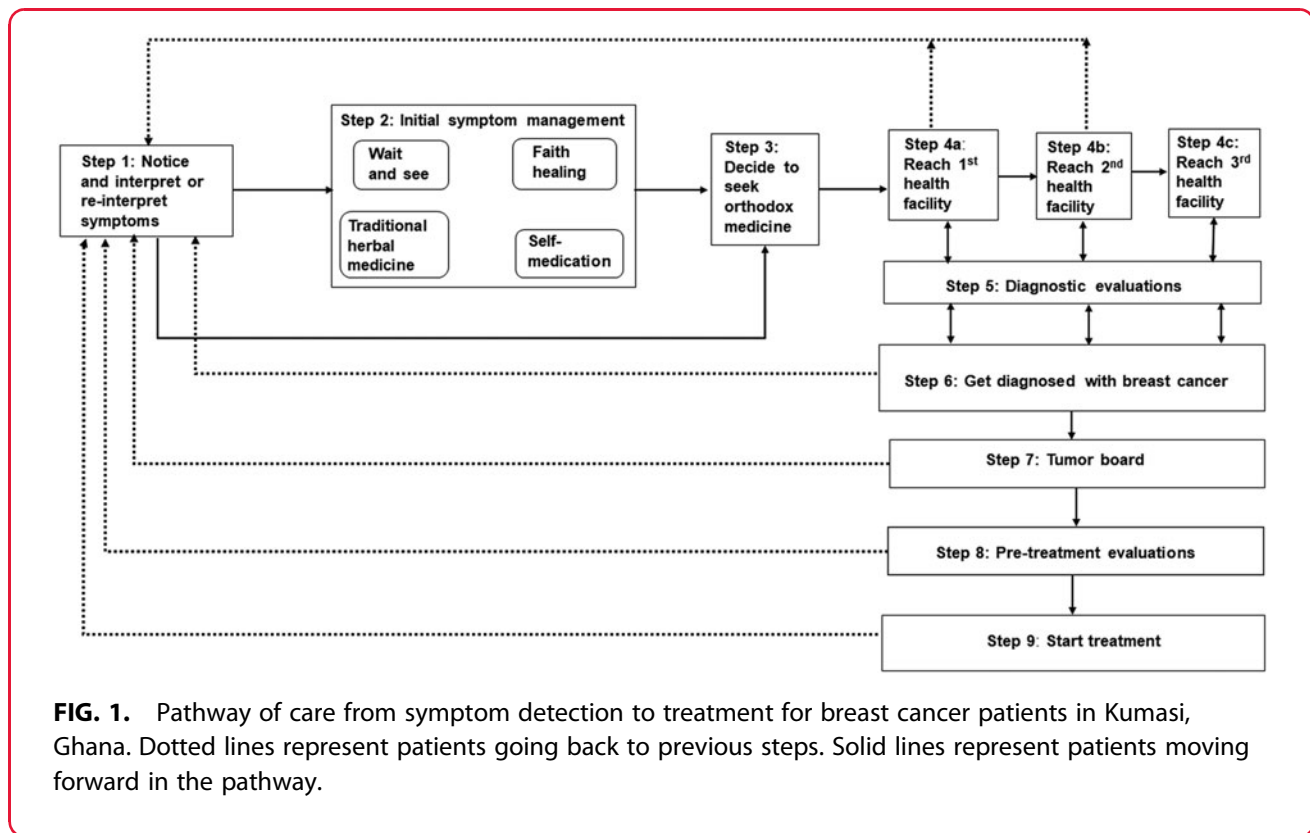 Step 1: Notice
and interpret or
re-interpret
symptoms
Step 2: Initial symptom management
Wait
and see
Faith
healing
Traditional
herbal
medicine
Self-
medication
Step 3:
Decide to
seek
orthodox
medicine
Step 4a:
Reach 1st
health
facility
Step 4b:
Reach 2nd
health
facility
Step 4c:
Reach 3rd
health
facility
Step 5: Diagnostic evaluations
Step 6: Get diagnosed with breast cancer
Step 7: Tumor board
Step 8: Pre-treatment evaluations
Step 9: Start treatment
FIG. 1. Pathway of care from symptom detection to treatment for breast cancer patients in Kumasi,
Ghana. Dotted lines represent patients going back to previous steps. Solid lines represent patients moving
forward in the pathway.